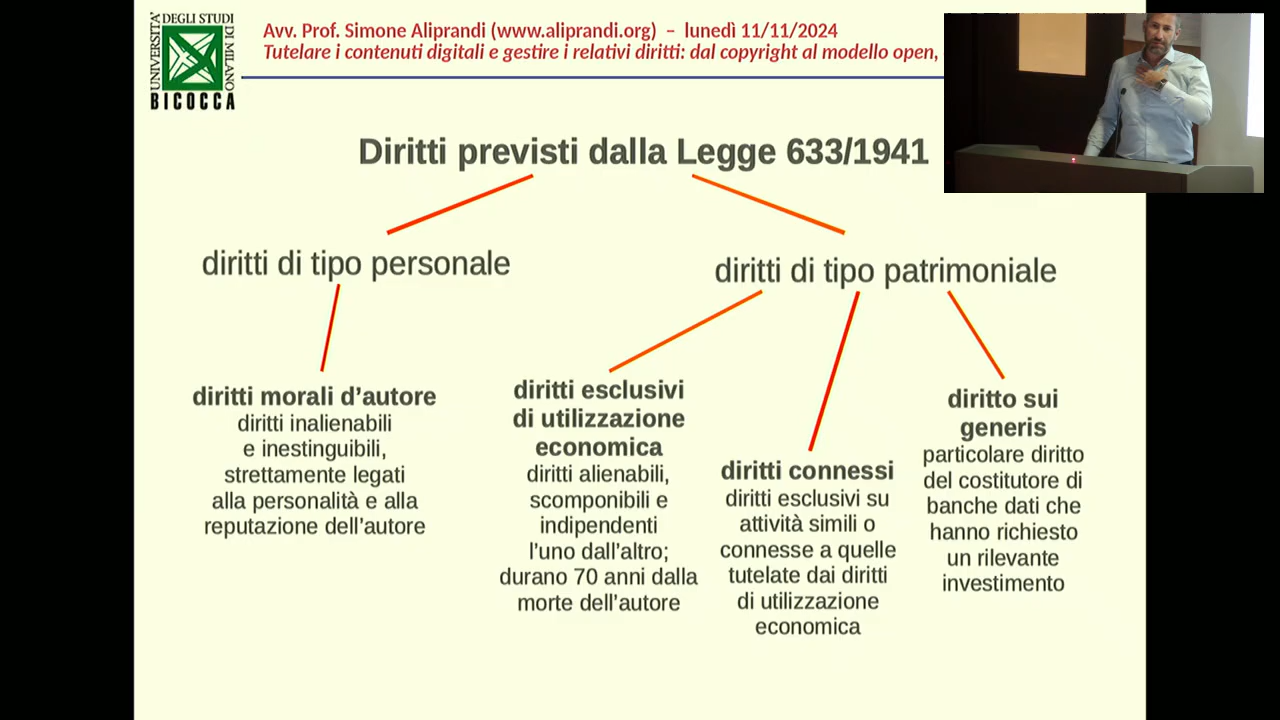 UNIVERSITA'
DEGLI STUDI
DI MILANO
BICOCCA
Avv. Prof. Simone Aliprandi (www.aliprandi.org) – lunedì 11/11/2024
Tutelare i contenuti digitali e gestire i relativi diritti: dal copyright al modello open,
Diritti previsti dalla Legge 633/1941
diritti di tipo personale
diritti di tipo patrimoniale
diritti morali d’autore
diritti inalienabili
e inestinguibili,
strettamente legati
alla personalità e alla
reputazione dell’autore
diritti esclusivi
di utilizzazione
economica
diritti alienabili,
scomponibili e
indipendenti
l’uno dall’altro;
durano 70 anni dalla
morte dell’autore
diritti connessi
diritti esclusivi su
attività simili o
connesse a quelle
tutelate dai diritti
di utilizzazione
economica
diritto sui
generis
particolare diritto
del costitutore di
banche dati che
hanno richiesto
un rilevante
investimento